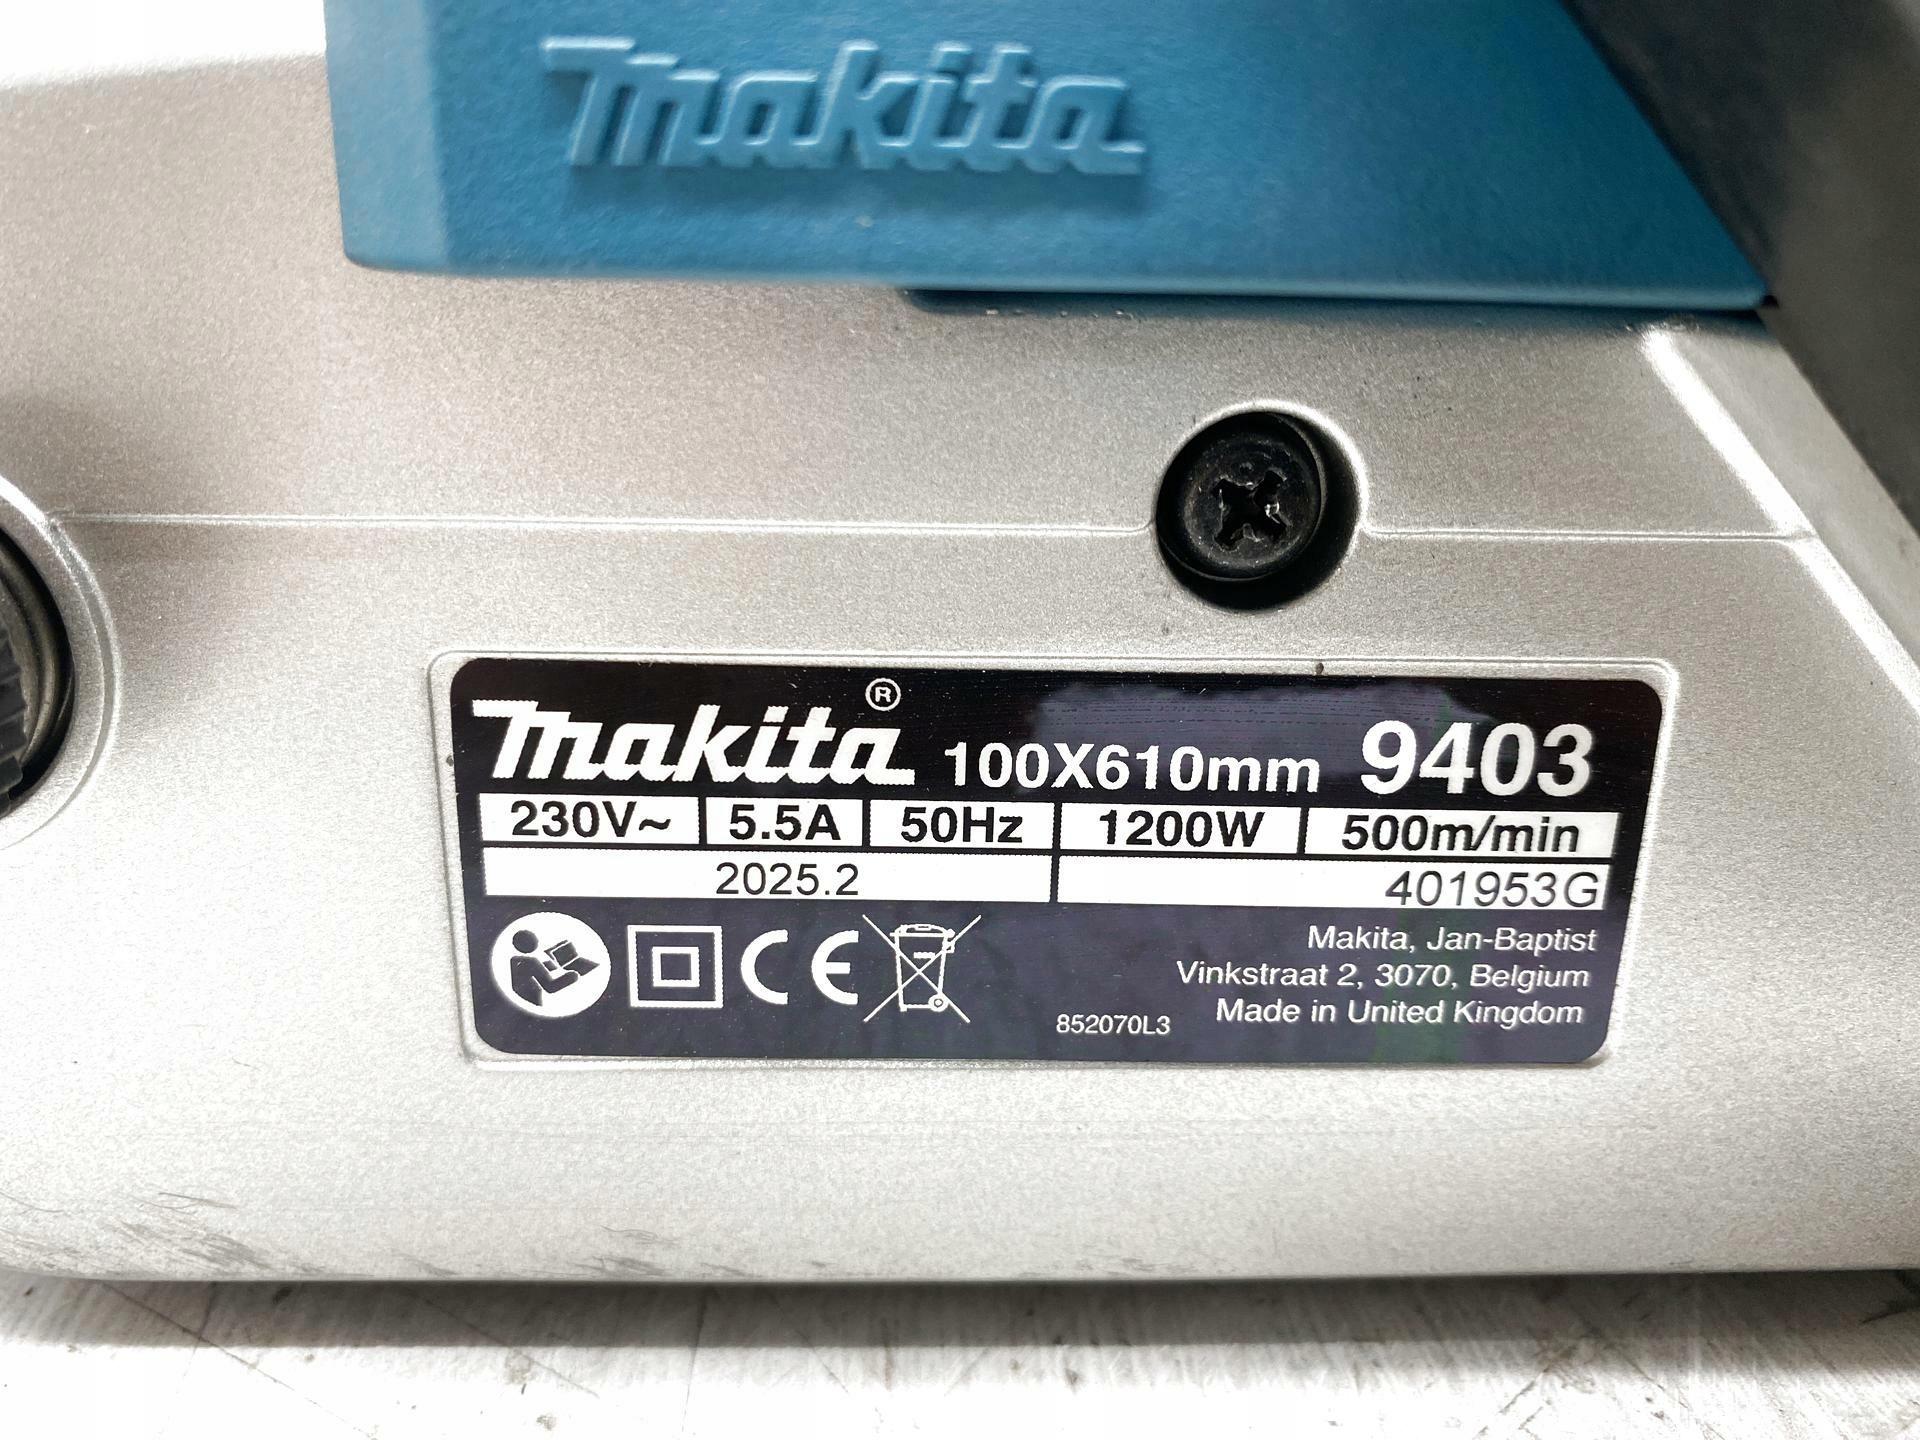 makita
makita® 100X610mm 9403
230V~ 5.5A 50Hz 1200W 500m/min
2025.2 401953G
CE
Makita, Jan-Baptist
Vinkstraat 2, 3070, Belgium
Made in United Kingdom
852070L3